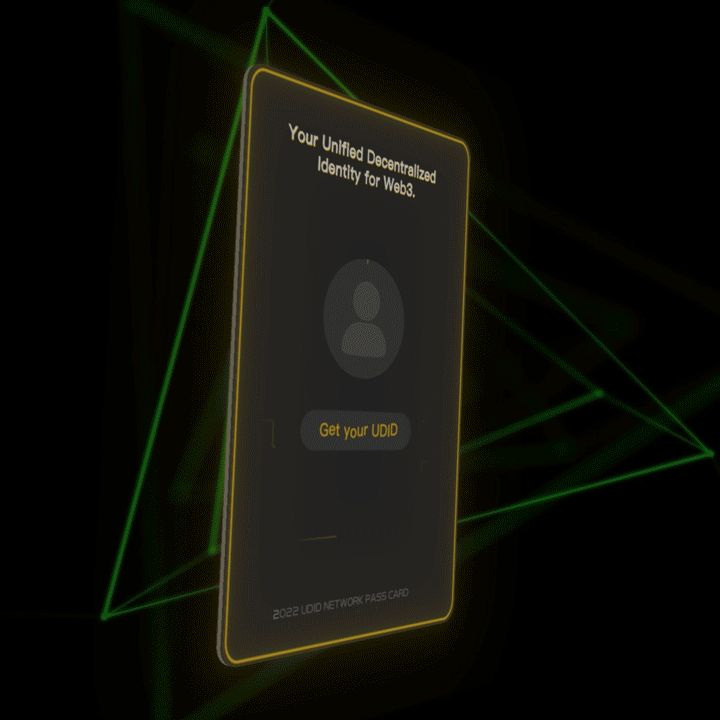 Your Unified Decentralized
Identity for Web3.
Get your UDID
2022 UDID NETWORK PASS CARD